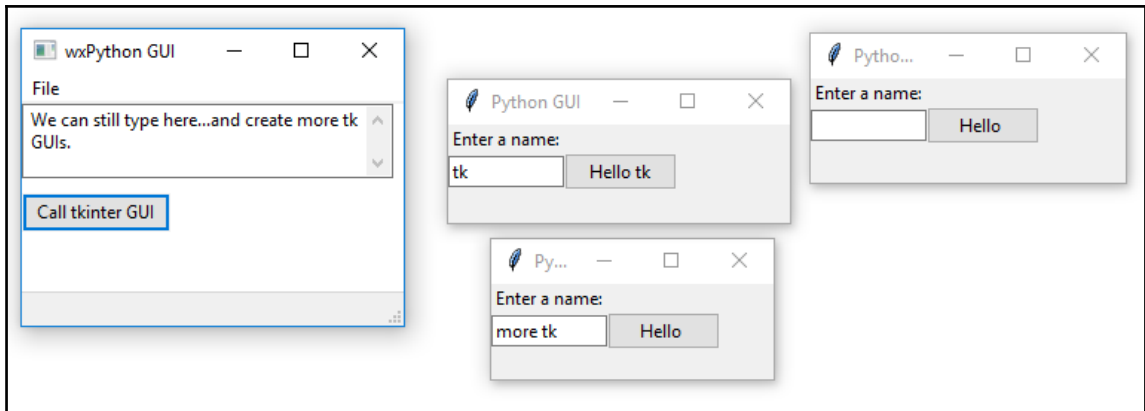 wxPython GUI
File
We can still type here...and create more tk
GUIs.
Call tkinter GUI
Python GUI
Enter a name:
tk
Hello tk
Py...
Enter a name:
more tk
Hello
Pytho...
Enter a name:
Hello